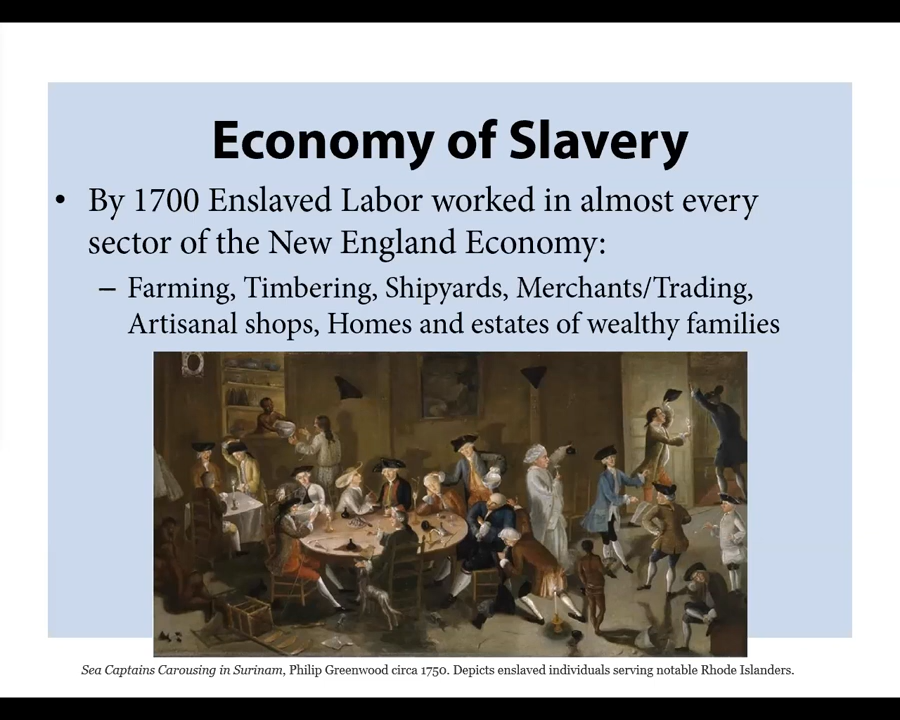 Economy of Slavery
• By 1700 Enslaved Labor worked in almost every
sector of the New England Economy:
– Farming, Timbering, Shipyards, Merchants/Trading,
Artisanal shops, Homes and estates of wealthy families
Sea Captains Carousing in Surinam, Philip Greenwood circa 1750. Depicts enslaved individuals serving notable Rhode Islanders.